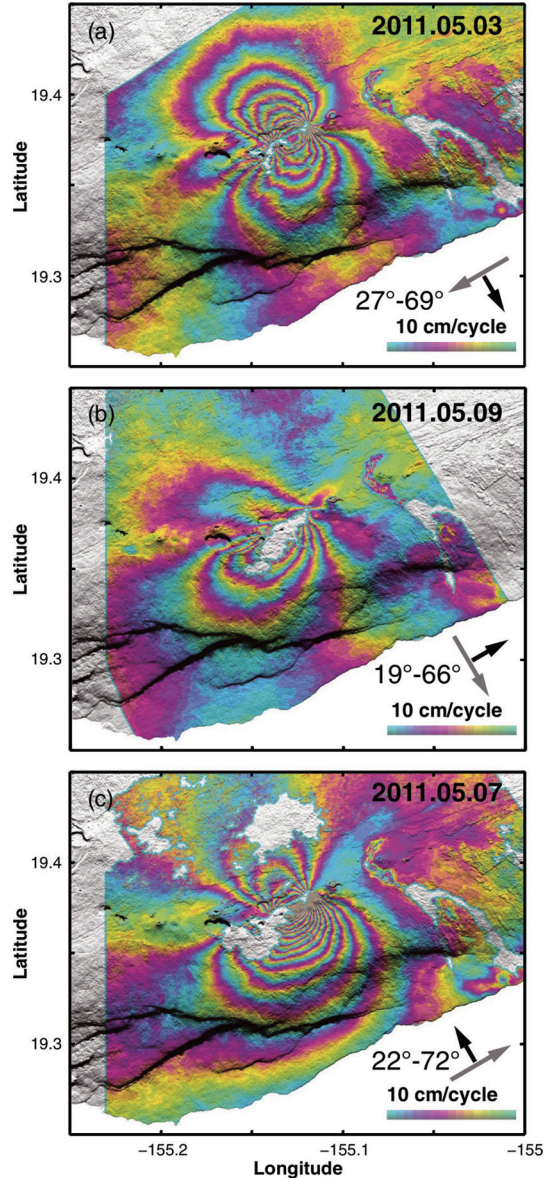 (a) 2011.05.03
19.4
Latitude
19.3
27°-69°
10 cm/cycle
(b) 2011.05.09
19.4
Latitude
19.3
19°-66°
10 cm/cycle
(c) 2011.05.07
19.4
Latitude
19.3
22°-72°
10 cm/cycle
−155.2 −155.1 −155
Longitude